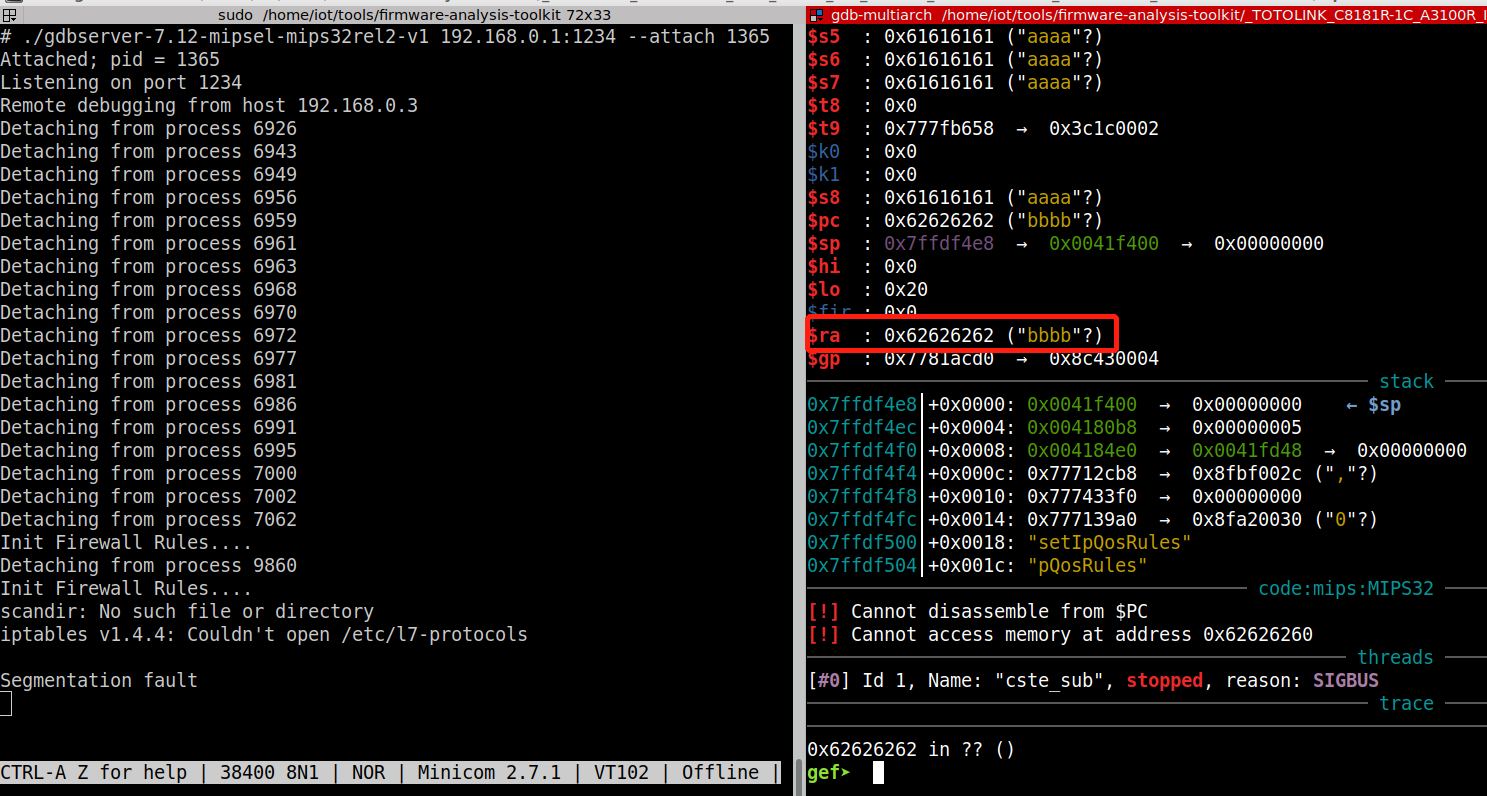 sudo /home/iot/tools/firmware-analysis-toolkit 72x33
# ./gdbserver-7.12-mipsel-mips32rel2-v1 192.168.0.1:1234 --attach 1365
Attached; pid = 1365
Listening on port 1234
Remote debugging from host 192.168.0.3
Detaching from process 6926
Detaching from process 6943
Detaching from process 6949
Detaching from process 6956
Detaching from process 6959
Detaching from process 6961
Detaching from process 6963
Detaching from process 6968
Detaching from process 6970
Detaching from process 6972
Detaching from process 6977
Detaching from process 6981
Detaching from process 6986
Detaching from process 6991
Detaching from process 6995
Detaching from process 7000
Detaching from process 7002
Detaching from process 7062
Init Firewall Rules....
Detaching from process 9860
Init Firewall Rules....
scandir: No such file or directory
iptables v1.4.4: Couldn't open /etc/l7-protocols
Segmentation fault
CTRL-A Z for help | 38400 8N1 | NOR | Minicom 2.7.1 | VT102 | Offline |
gdb-multiarch /home/iot/tools/firmware-analysis-toolkit/_TOTOLINK_C8181R-1C_A3100R_I
$s5 : 0x61616161 ("aaaa"?)
$s6 : 0x61616161 ("aaaa"?)
$s7 : 0x61616161 ("aaaa"?)
$t8 : 0x0
$t9 : 0x777fb658 → 0x3c1c0002
$k0 : 0x0
$k1 : 0x0
$s8 : 0x61616161 ("aaaa"?)
$pc : 0x62626262 ("bbbb"?)
$sp : 0x7ffdf4e8 → 0x0041f400 → 0x00000000
$hi : 0x0
$lo : 0x20
$fir : 0x0
$ra : 0x62626262 ("bbbb"?)
$gp : 0x7781acd0 → 0x8c430004
stack
0x7ffdf4e8│+0x0000: 0x0041f400 → 0x00000000 ← $sp
0x7ffdf4ec│+0x0004: 0x004180b8 → 0x00000005
0x7ffdf4f0│+0x0008: 0x004184e0 → 0x0041fd48 → 0x00000000
0x7ffdf4f4│+0x000c: 0x77712cb8 → 0x8fbf002c (","?)
0x7ffdf4f8│+0x0010: 0x777433f0 → 0x00000000
0x7ffdf4fc│+0x0014: 0x777139a0 → 0x8fa20030 ("0"?)
0x7ffdf500│+0x0018: "setIpQosRules"
0x7ffdf504│+0x001c: "pQosRules"
code:mips:MIPS32
[!] Cannot disassemble from $PC
[!] Cannot access memory at address 0x62626260
threads
[#0] Id 1, Name: "cste_sub", stopped, reason: SIGBUS
trace
0x62626262 in ?? ()
gef➤